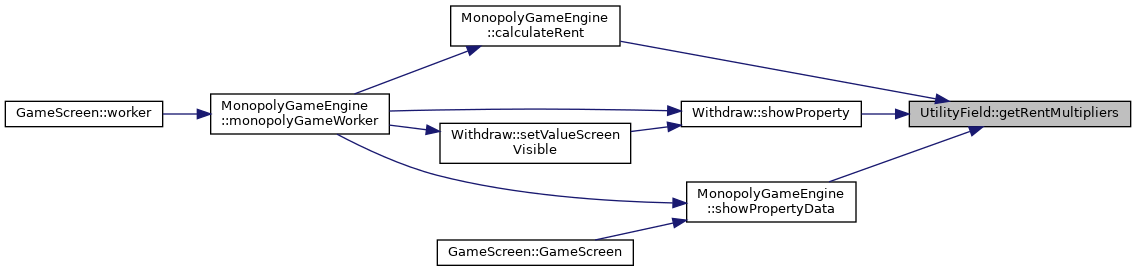 MonopolyGameEngine
::calculateRent
MonopolyGameEngine
::monopolyGameWorker
GameScreen::worker
Withdraw::showProperty
UtilityField::getRentMultipliers
Withdraw::setValueScreen
Visible
MonopolyGameEngine
::showPropertyData
GameScreen::GameScreen